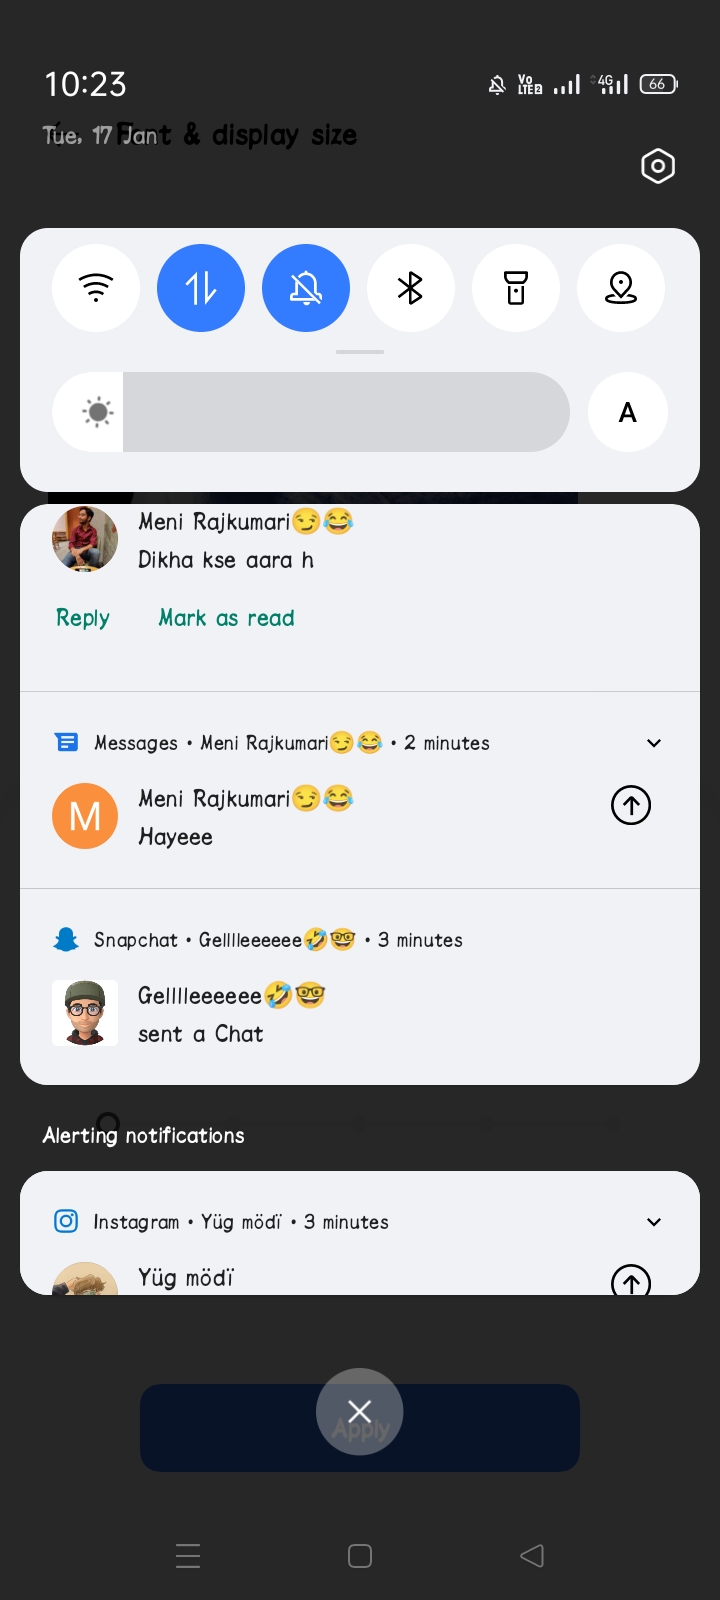 10:23
Vo
LTE2
4G
66
Tue, 17 Jan
Font & display size
A
Meni Rajkumari😏😂
Dikha kse aara h
Reply Mark as read
Messages • Meni Rajkumari😏😂 • 2 minutes
M
Meni Rajkumari😏😂
Hayeee
Snapchat • Gelllleeeeee🤣🤓 • 3 minutes
Gelllleeeeee🤣🤓
sent a Chat
Alerting notifications
Instagram • Yüg mödï • 3 minutes
Yüg mödï
Apply